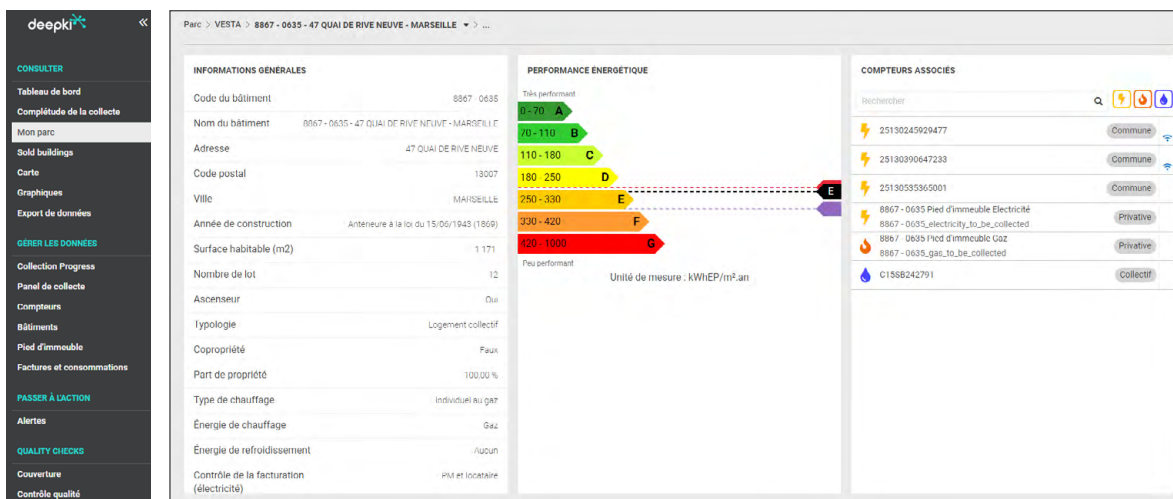 deepki
«
CONSULTER
Tableau de bord
Complétude de la collecte
Mon parc
Sold buildings
Carte
Graphiques
Export de données
GÉRER LES DONNÉES
Collection Progress
Panel de collecte
Compteurs
Bâtiments
Pied d'immeuble
Factures et consommations
PASSER À L'ACTION
Alertes
QUALITY CHECKS
Couverture
Contrôle qualité
Parc > VESTA > 8867 - 0635 - 47 QUAI DE RIVE NEUVE - MARSEILLE > ...
INFORMATIONS GÉNÉRALES
Code du bâtiment 8867 - 0635
Nom du bâtiment 8867 - 0635 - 47 QUAI DE RIVE NEUVE - MARSEILLE
Adresse 47 QUAI DE RIVE NEUVE
Code postal 13007
Ville MARSEILLE
Année de construction Antérieure à la loi du 15/06/1943 (1869)
Surface habitable (m2) 1 171
Nombre de lot 12
Ascenseur Oui
Typologie Logement collectif
Copropriété Faux
Part de propriété 100,00 %
Type de chauffage Individuel au gaz
Énergie de chauffage Gaz
Énergie de refroidissement Aucun
Contrôle de la facturation PM et locataire
(électricité)
PERFORMANCE ÉNERGÉTIQUE
Très performant
0 - 70 A
70 - 110 B
110 - 180 C
180 - 250 D
250 - 330 E
E
330 - 420 F
420 - 1000 G
Peu performant
Unité de mesure : kWhEP/m².an
COMPTEURS ASSOCIÉS
Rechercher
25130245929477 Commune
25130390647233 Commune
25130535365001 Commune
8867 - 0635 Pied d'immeuble Electricité
8867 - 0635_electricity_to_be_collected Privative
8867 - 0635 Pied d'immeuble Gaz
8867 - 0635_gas_to_be_collected Privative
C15SB242791 Collectif